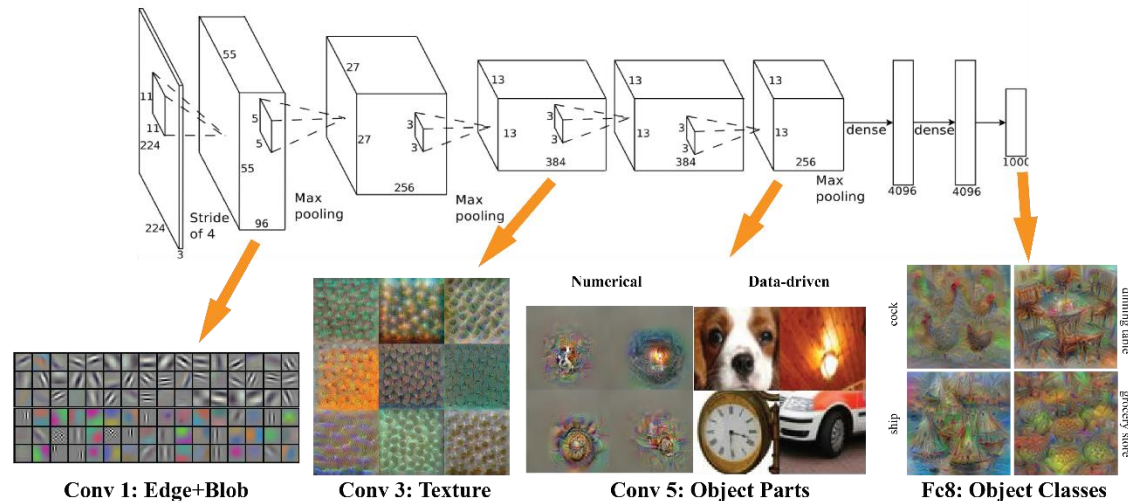 55
11
11
224
224
3
Stride
of 4
5
5
55
96
Max
pooling
27
27
27
3
3
256
Max
pooling
13
13
3
3
384
13
13
3
3
384
13
13
256
Max
pooling
dense
4096
dense
4096
1000
Numerical
Data-driven
cock
ship
dinning table
grocery store
Conv 1: Edge+Blob
Conv 3: Texture
Conv 5: Object Parts
Fc8: Object Classes